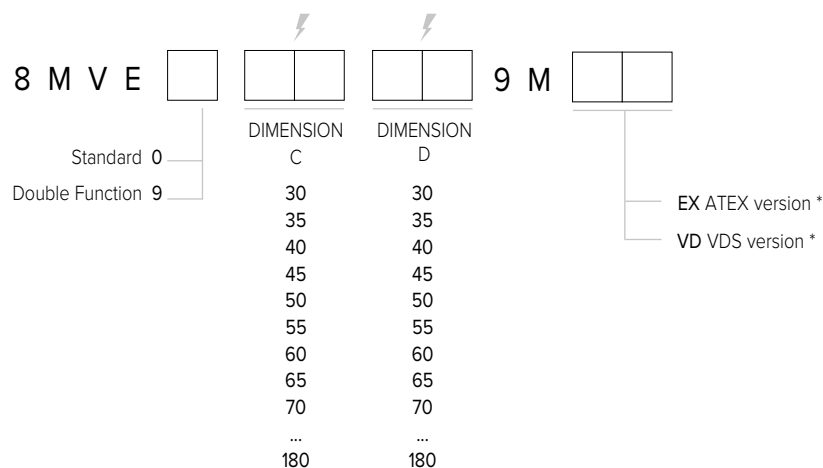 8 M V E 9 M
DIMENSION C
DIMENSION D
Standard 0
Double Function 9
30 30
35 35
40 40
45 45
50 50
55 55
60 60
65 65
70 70
... ...
180 180
EX ATEX version *
VD VDS version *